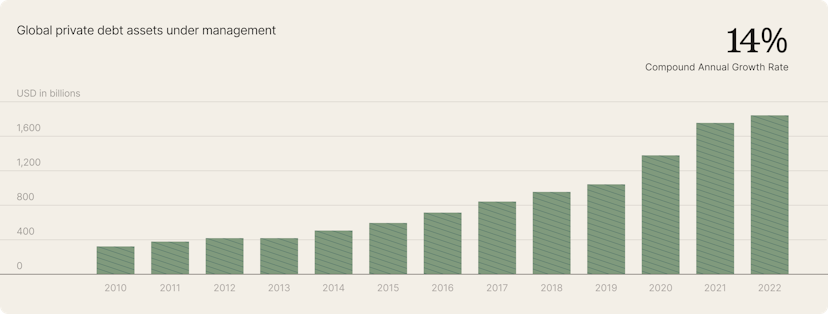 Global private debt assets under management
14%
Compound Annual Growth Rate
USD in billions
1,600
1,200
800
400
0
2010 2011 2012 2013 2014 2015 2016 2017 2018 2019 2020 2021 2022